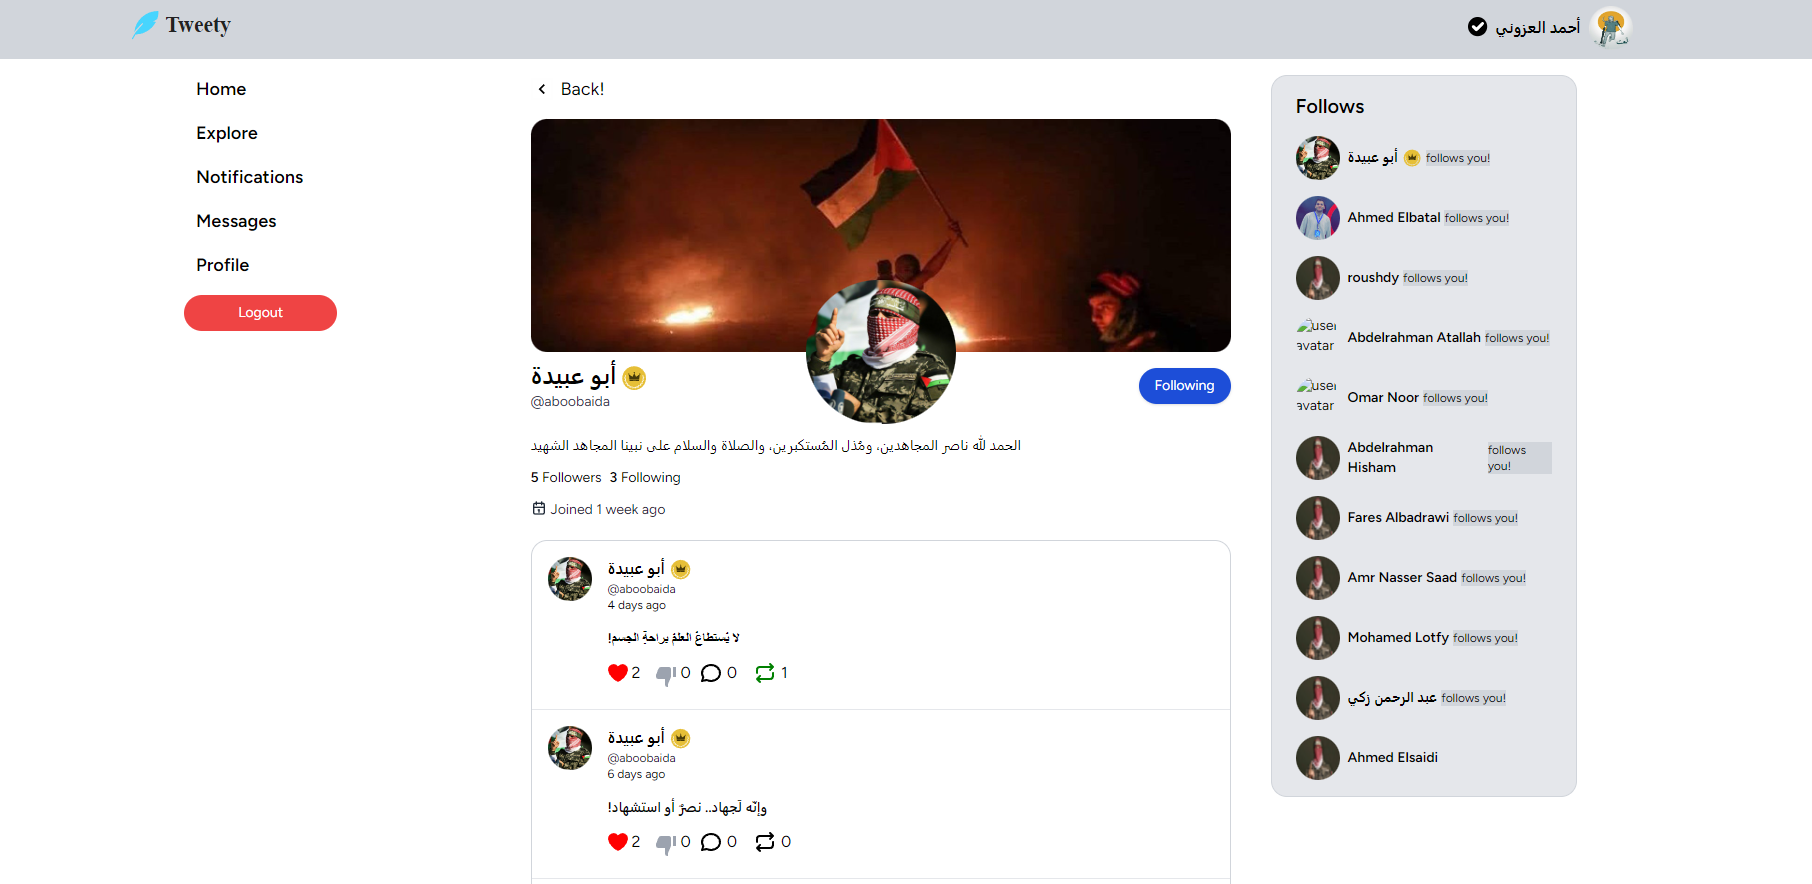 Tweety
أحمد العزوني
Home
Explore
Notifications
Messages
Profile
Logout
Back!
أبو عبيدة
@aboobaida
Following
الحمد لله ناصر المجاهدين، ومُذل المُستكبرين، والصلاة والسلام على نبينا المجاهد الشهيد
5 Followers 3 Following
Joined 1 week ago
أبو عبيدة
@aboobaida
4 days ago
لا يُستطاعُ العلمُ براحةِ الجسم!
2 0 0 1
أبو عبيدة
@aboobaida
6 days ago
وإنّه لَجهاد.. نصرٌ أو استشهاد!
2 0 0 0
Follows
أبو عبيدة follows you!
Ahmed Elbatal follows you!
roushdy follows you!
user
avatar
Abdelrahman Atallah follows you!
user
avatar
Omar Noor follows you!
Abdelrahman
Hisham
follows
you!
Fares Albadrawi follows you!
Amr Nasser Saad follows you!
Mohamed Lotfy follows you!
عبد الرحمن زكي follows you!
Ahmed Elsaidi